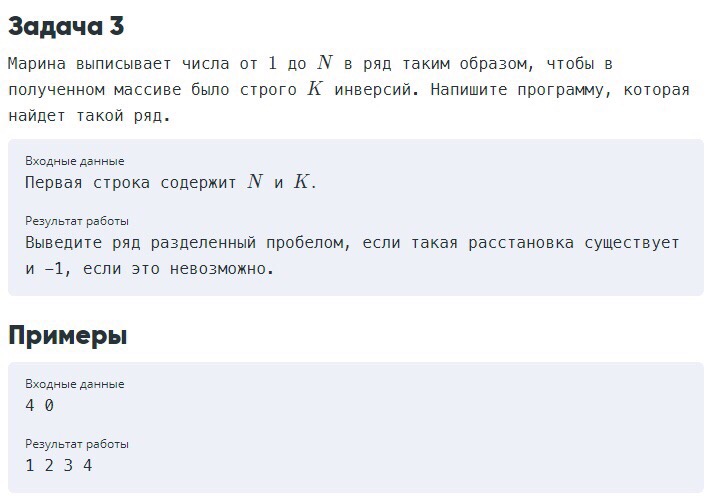 Задача 3
Марина выписывает числа от 1 до N в ряд таким образом, чтобы в
полученном массиве было строго K инверсий. Напишите программу, которая
найдет такой ряд.
Входные данные
Первая строка содержит N и K.
Результат работы
Выведите ряд разделенный пробелом, если такая расстановка существует
и −1, если это невозможно.
Примеры
Входные данные
4 0
Результат работы
1 2 3 4